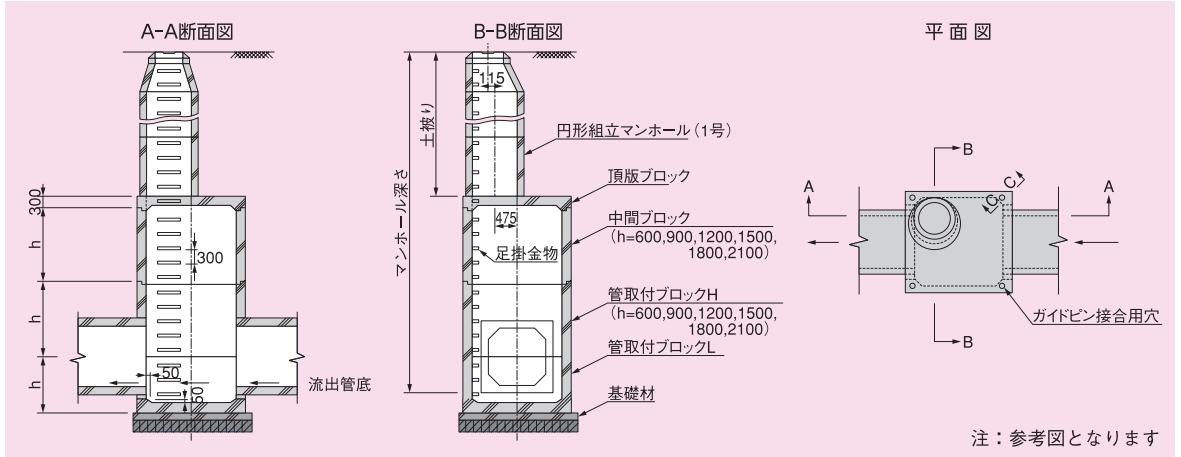 A-A断面図
300
h
300
h
h
50
50
流出管底
B-B断面図
115
土被り
マンホール深さ
475
足掛金物
円形組立マンホール(1号)
頂版ブロック
中間ブロック
(h=600,900,1200,1500,
1800,2100)
管取付ブロックH
(h=600,900,1200,1500,
1800,2100)
管取付ブロックL
基礎材
平面図
B
A
A
C
C
B
ガイドピン接合用穴
注:参考図となります